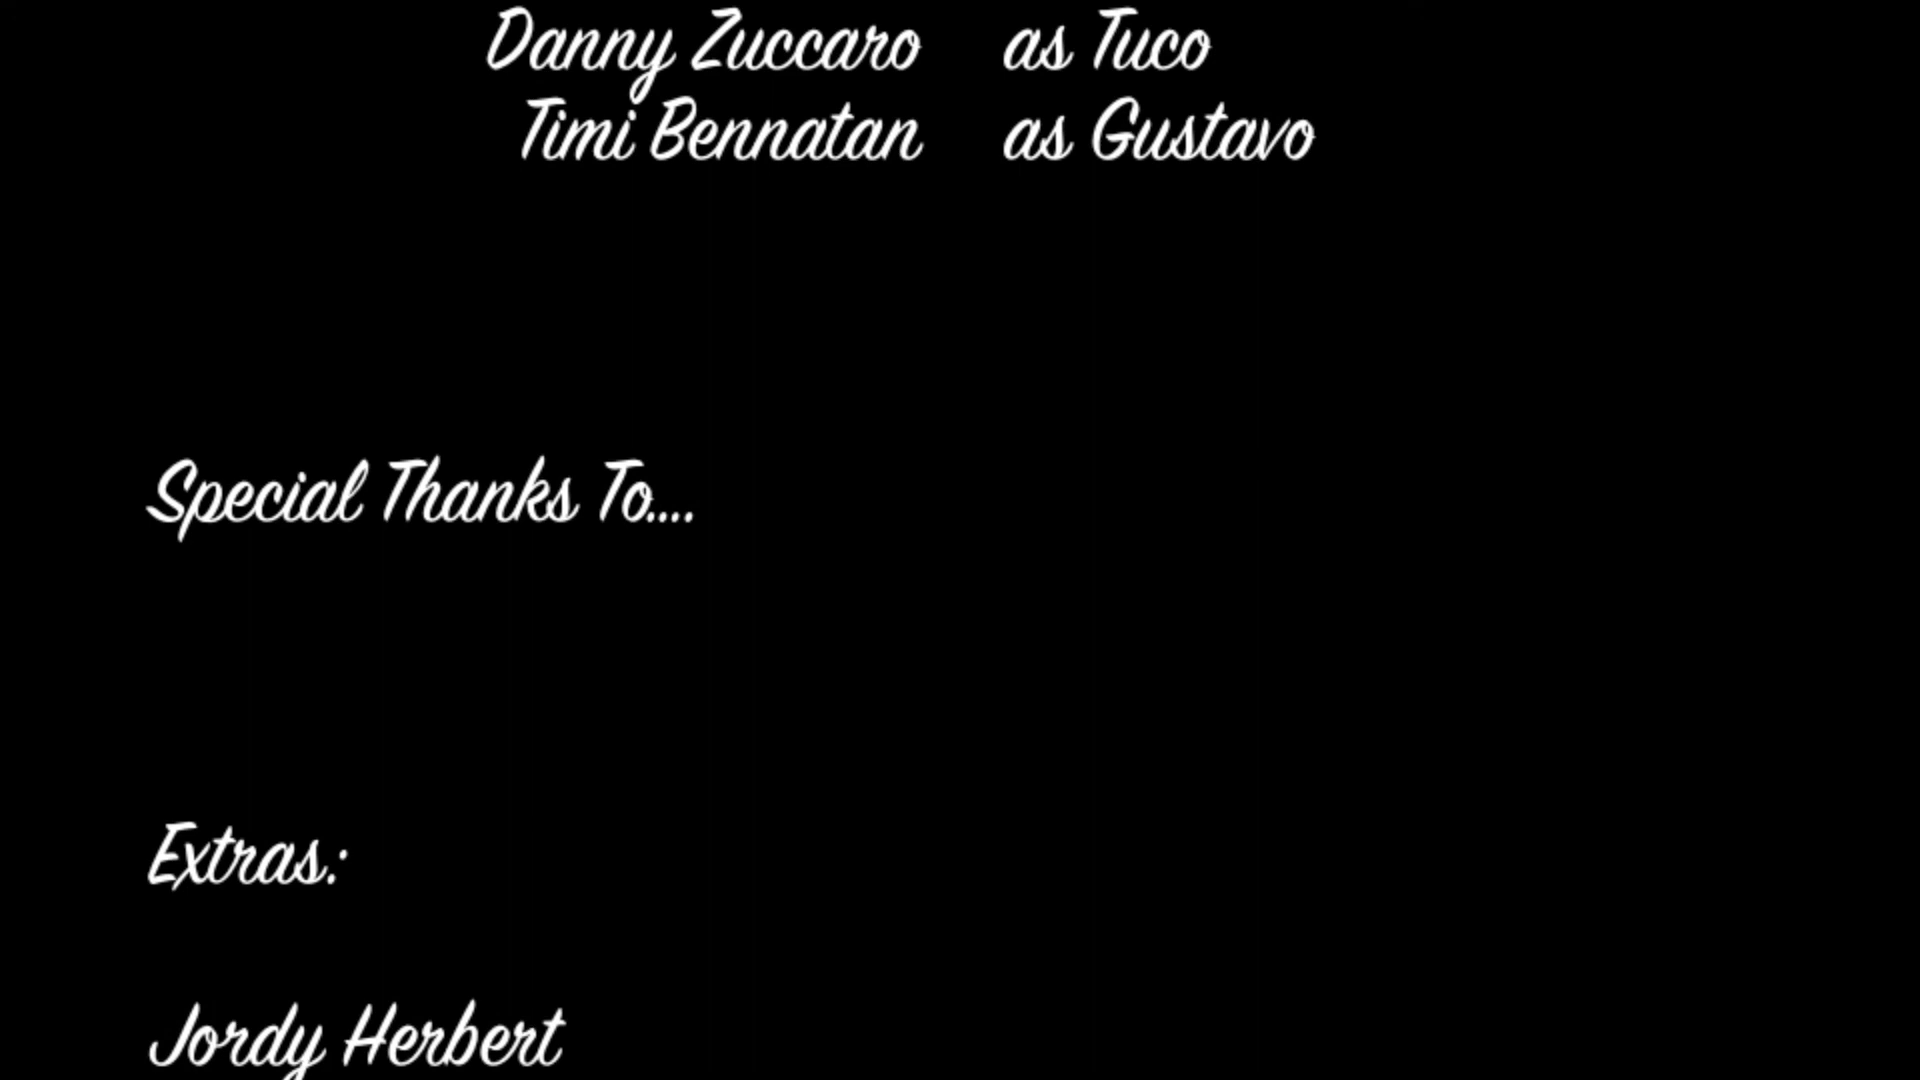 Danny Zuccaro as Tuco
Timi Bennatan as Gustavo
Special Thanks To....
Extras:
Jordy Herbert